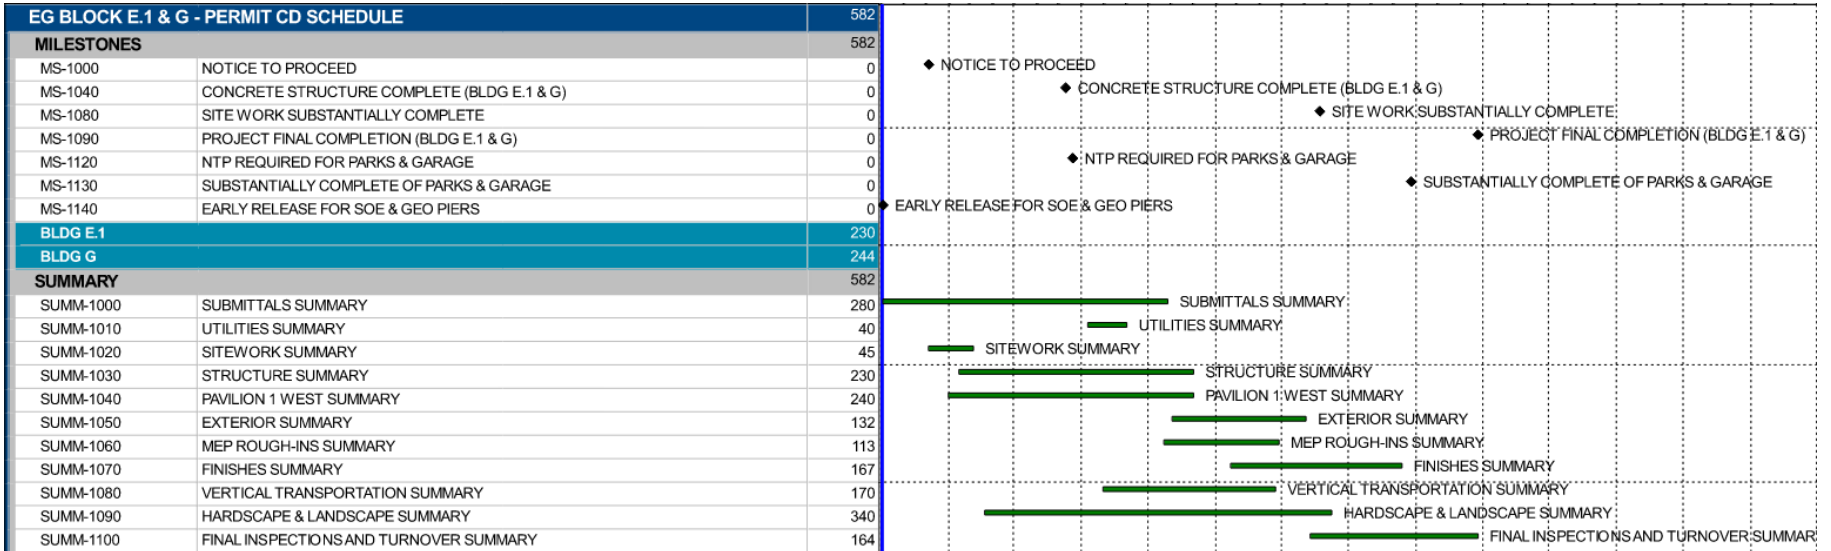 EG BLOCK E.1 & G - PERMIT CD SCHEDULE 582
MILESTONES 582
MS-1000 NOTICE TO PROCEED 0 NOTICE TO PROCEED
MS-1040 CONCRETE STRUCTURE COMPLETE (BLDG E.1 & G) 0 CONCRETE STRUCTURE COMPLETE (BLDG E.1 & G)
MS-1080 SITE WORK SUBSTANTIALLY COMPLETE 0 SITE WORK SUBSTANTIALLY COMPLETE
MS-1090 PROJECT FINAL COMPLETION (BLDG E.1 & G) 0 PROJECT FINAL COMPLETION (BLDG E.1 & G)
MS-1120 NTP REQUIRED FOR PARKS & GARAGE 0 NTP REQUIRED FOR PARKS & GARAGE
MS-1130 SUBSTANTIALLY COMPLETE OF PARKS & GARAGE 0 SUBSTANTIALLY COMPLETE OF PARKS & GARAGE
MS-1140 EARLY RELEASE FOR SOE & GEO PIERS 0 EARLY RELEASE FOR SOE & GEO PIERS
BLDG E.1 230
BLDG G 244
SUMMARY 582
SUMM-1000 SUBMITTALS SUMMARY 280 SUBMITTALS SUMMARY
SUMM-1010 UTILITIES SUMMARY 40 UTILITIES SUMMARY
SUMM-1020 SITEWORK SUMMARY 45 SITEWORK SUMMARY
SUMM-1030 STRUCTURE SUMMARY 230 STRUCTURE SUMMARY
SUMM-1040 PAVILION 1 WEST SUMMARY 240 PAVILION 1 WEST SUMMARY
SUMM-1050 EXTERIOR SUMMARY 132 EXTERIOR SUMMARY
SUMM-1060 MEP ROUGH-INS SUMMARY 113 MEP ROUGH-INS SUMMARY
SUMM-1070 FINISHES SUMMARY 167 FINISHES SUMMARY
SUMM-1080 VERTICAL TRANSPORTATION SUMMARY 170 VERTICAL TRANSPORTATION SUMMARY
SUMM-1090 HARDSCAPE & LANDSCAPE SUMMARY 340 HARDSCAPE & LANDSCAPE SUMMARY
SUMM-1100 FINAL INSPECTIONS AND TURNOVER SUMMARY 164 FINAL INSPECTIONS AND TURNOVER SUMMAR